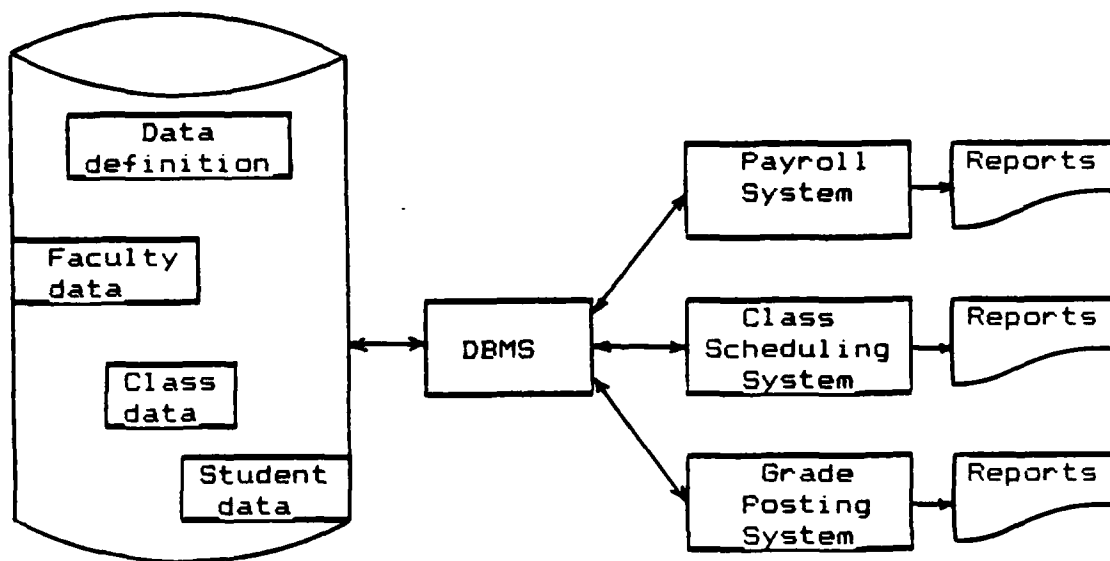 Data
definition
Faculty
data
Class
data
Student
data
DBMS
Payroll
System
Reports
Class
Scheduling
System
Reports
Grade
Posting
System
Reports